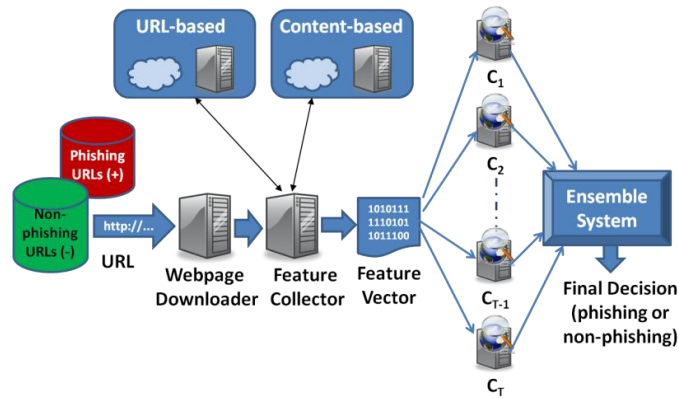 URL-based
Content-based
Phishing
URLs (+)
Non-
phishing
URLs (-)
http://...
URL
Webpage
Downloader
Feature
Collector
1010111
1110101
1011100
Feature
Vector
C1
C2
CT-1
CT
Ensemble
System
Final Decision
(phishing or
non-phishing)